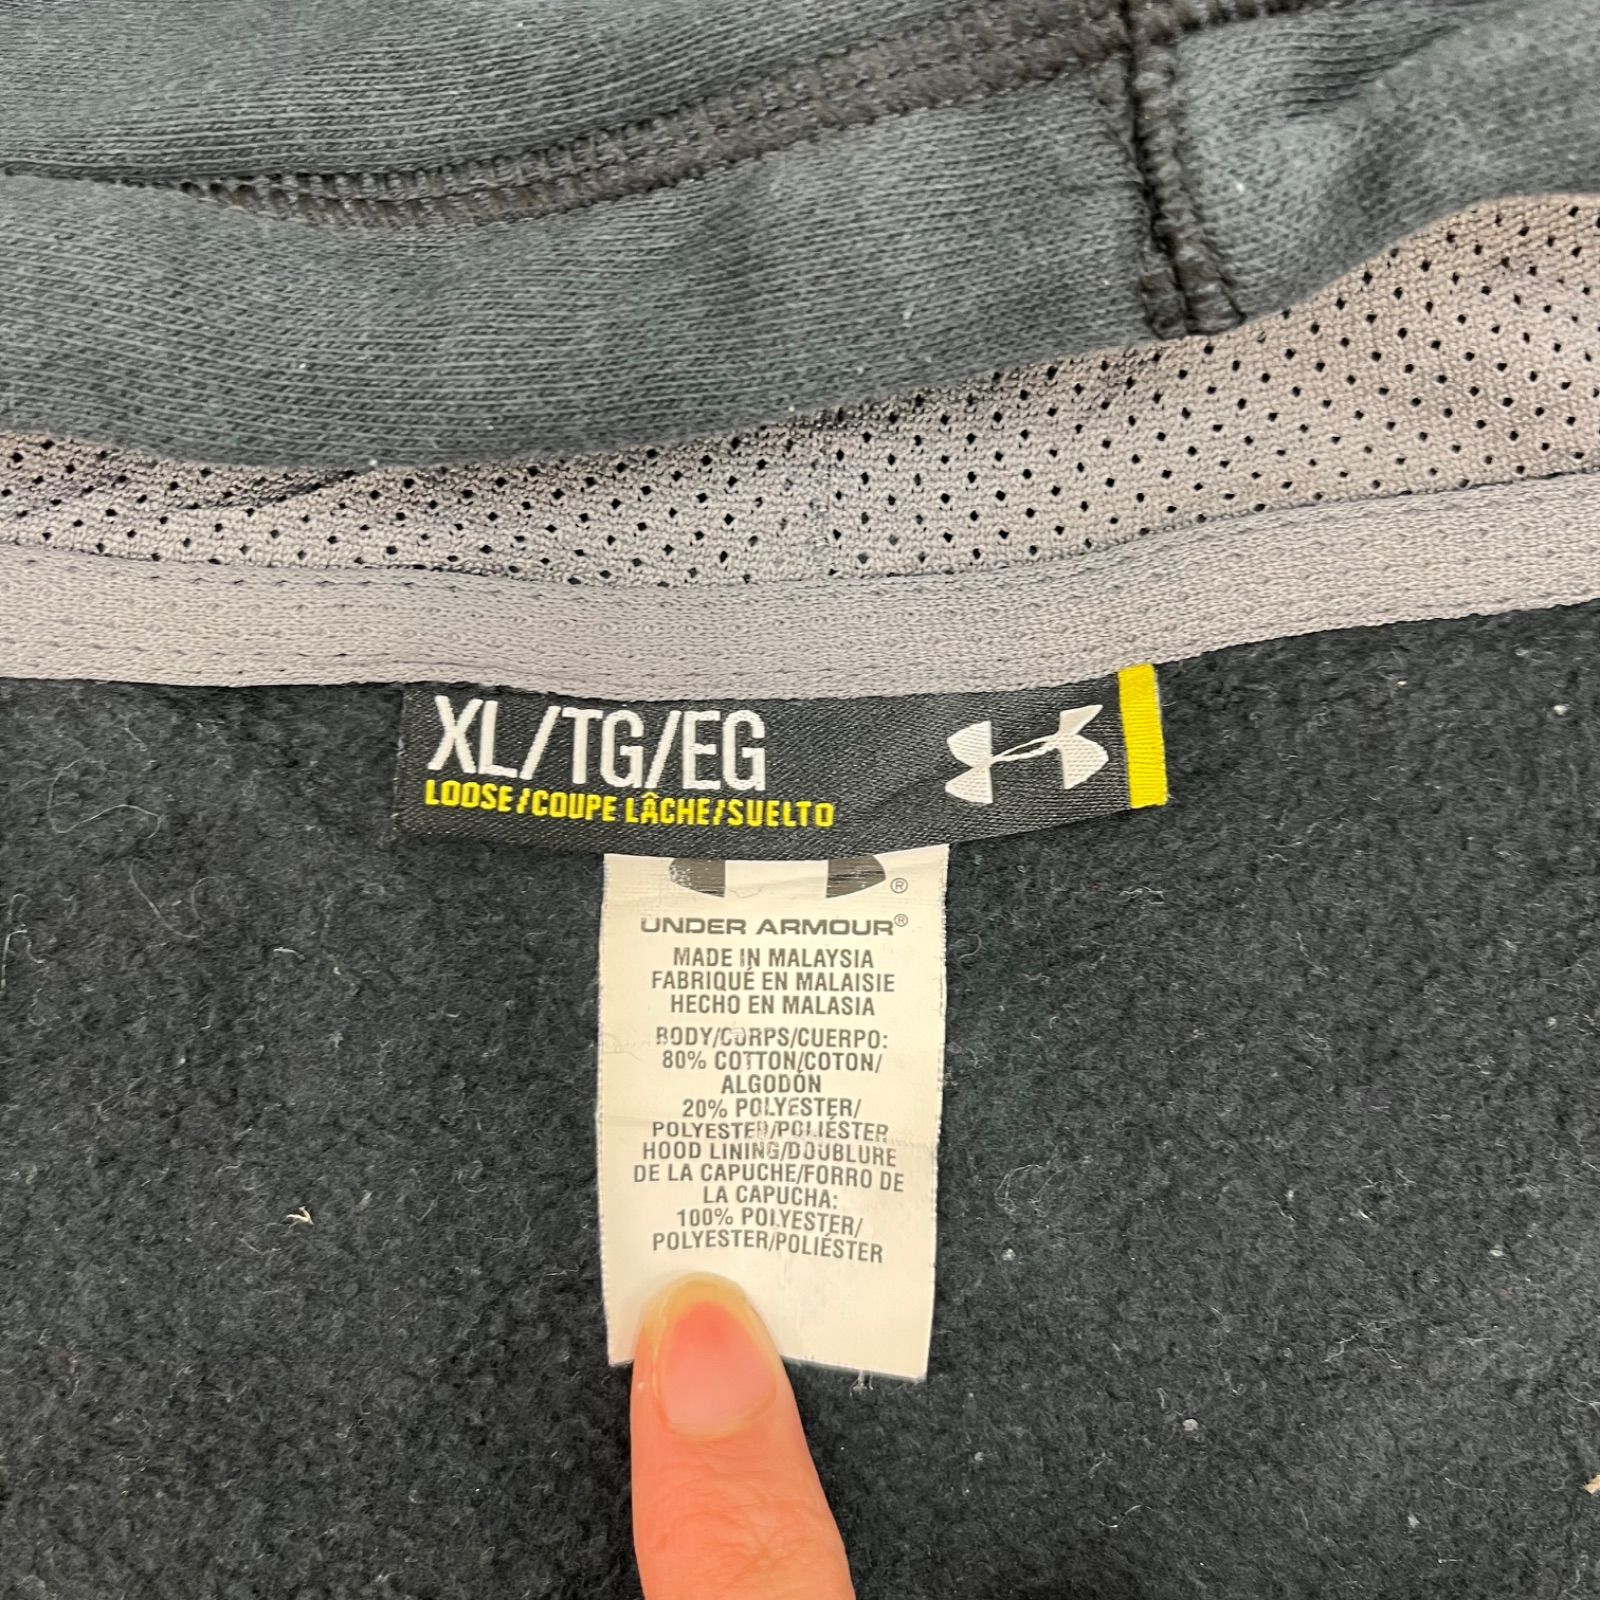 XL/TG/EG
LOOSE/COUPE LÂCHE/SUELTO
®
UNDER ARMOUR®
MADE IN MALAYSIA
FABRIQUÉ EN MALAISIE
HECHO EN MALASIA
BODY/CORPS/CUERPO:
80% COTTON/COTON/
ALGODÓN
20% POLYESTER/
POLYESTER/POLIÉSTER
HOOD LINING/DOUBLURE
DE LA CAPUCHE/FORRO DE
LA CAPUCHA:
100% POLYESTER/
POLYESTER/POLIÉSTER